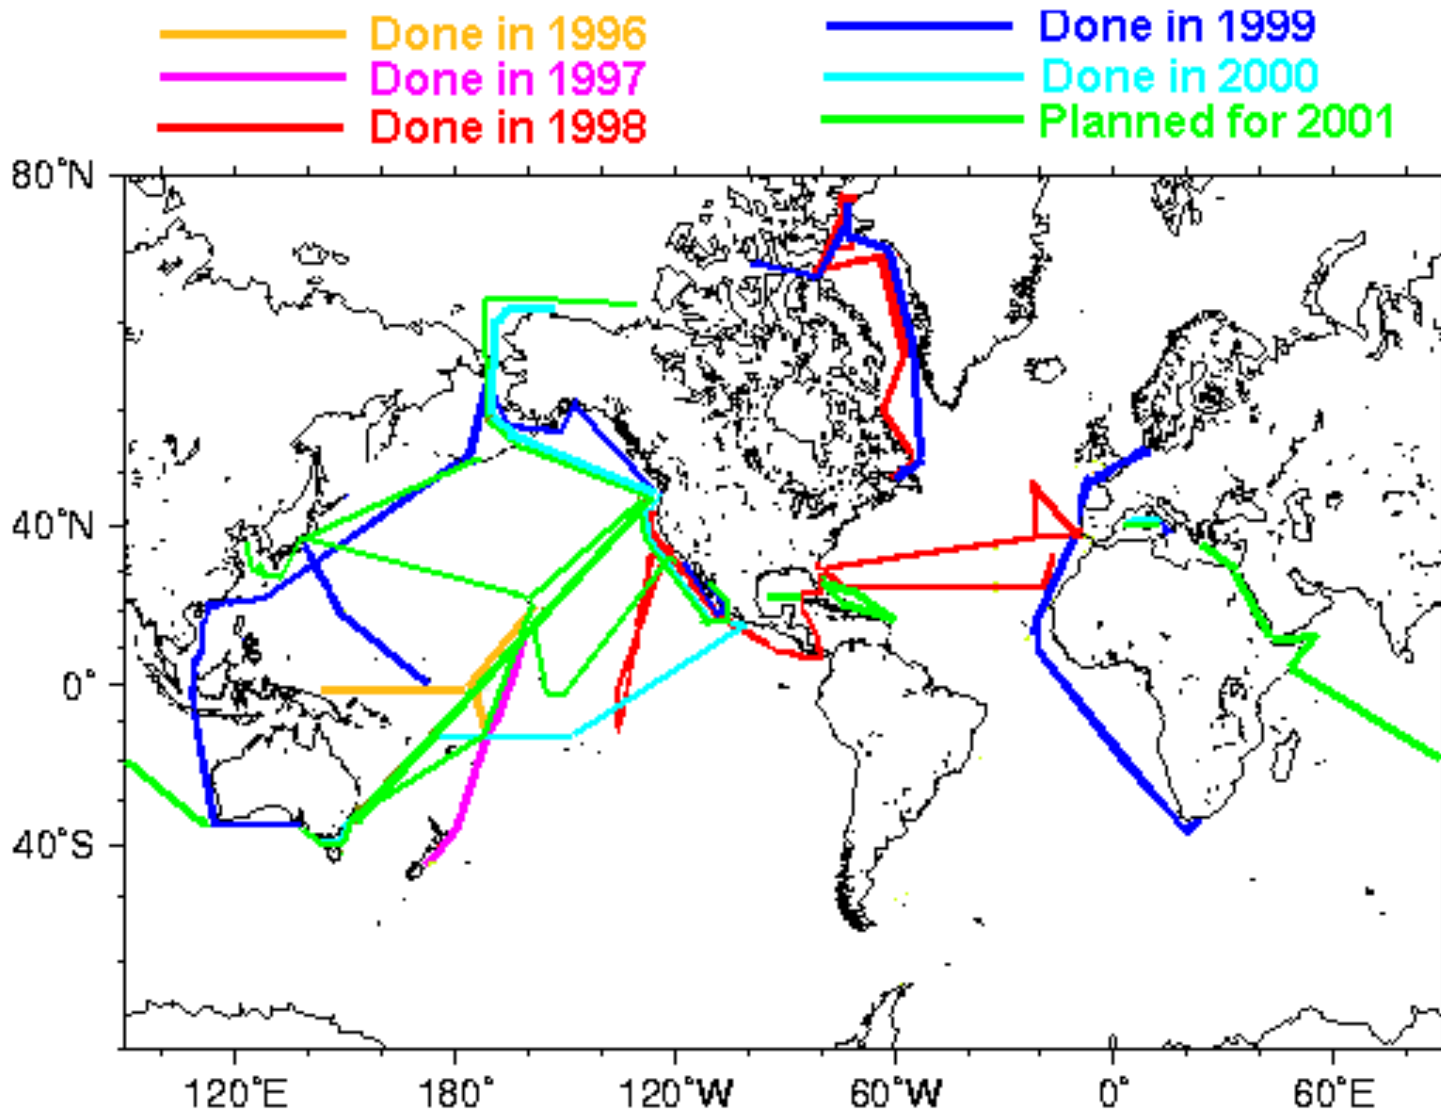 Done in 1996
Done in 1997
Done in 1998
Done in 1999
Done in 2000
Planned for 2001
80°N
40°N
0°
40°S
120°E
180°
120°W
60°W
0°
60°E